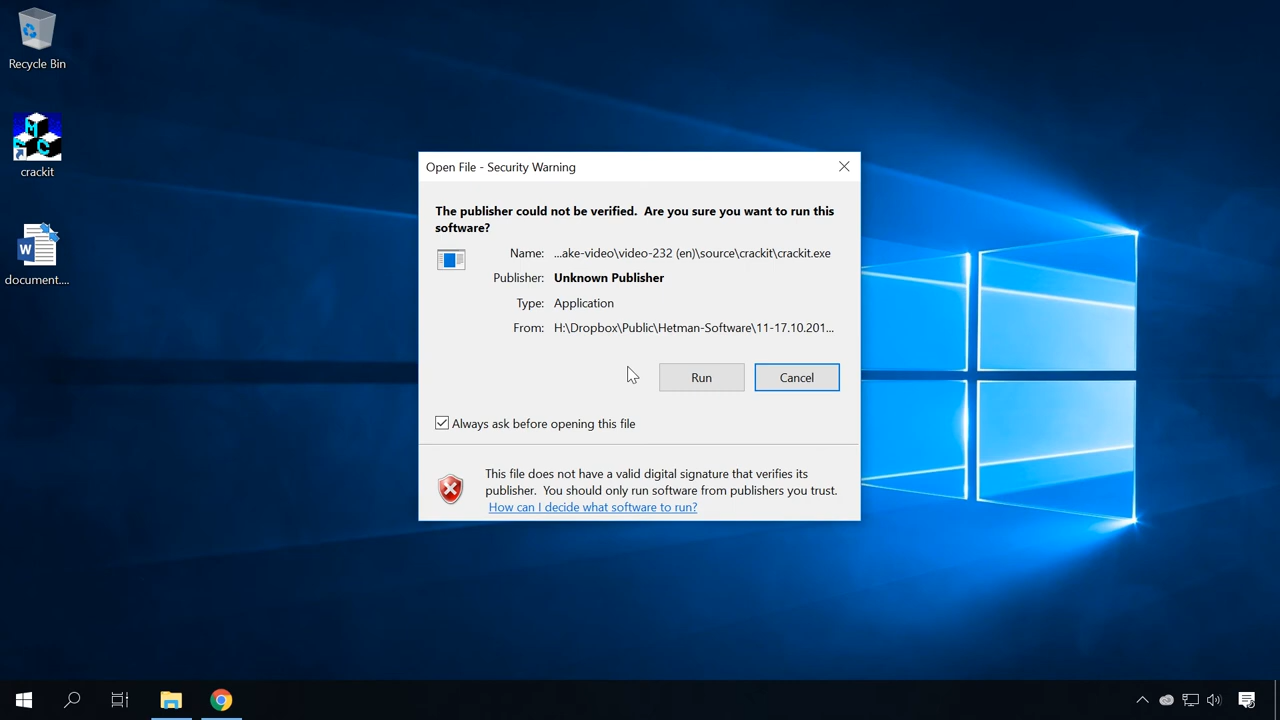 Recycle Bin
crackit
document....
Open File - Security Warning
The publisher could not be verified.  Are you sure you want to run this
software?
Name: ...ake-video\video-232 (en)\source\crackit\crackit.exe
Publisher: Unknown Publisher
Type: Application
From: H:\Dropbox\Public\Hetman-Software\11-17.10.201...
Run
Cancel
Always ask before opening this file
This file does not have a valid digital signature that verifies its
publisher.  You should only run software from publishers you trust.
How can I decide what software to run?